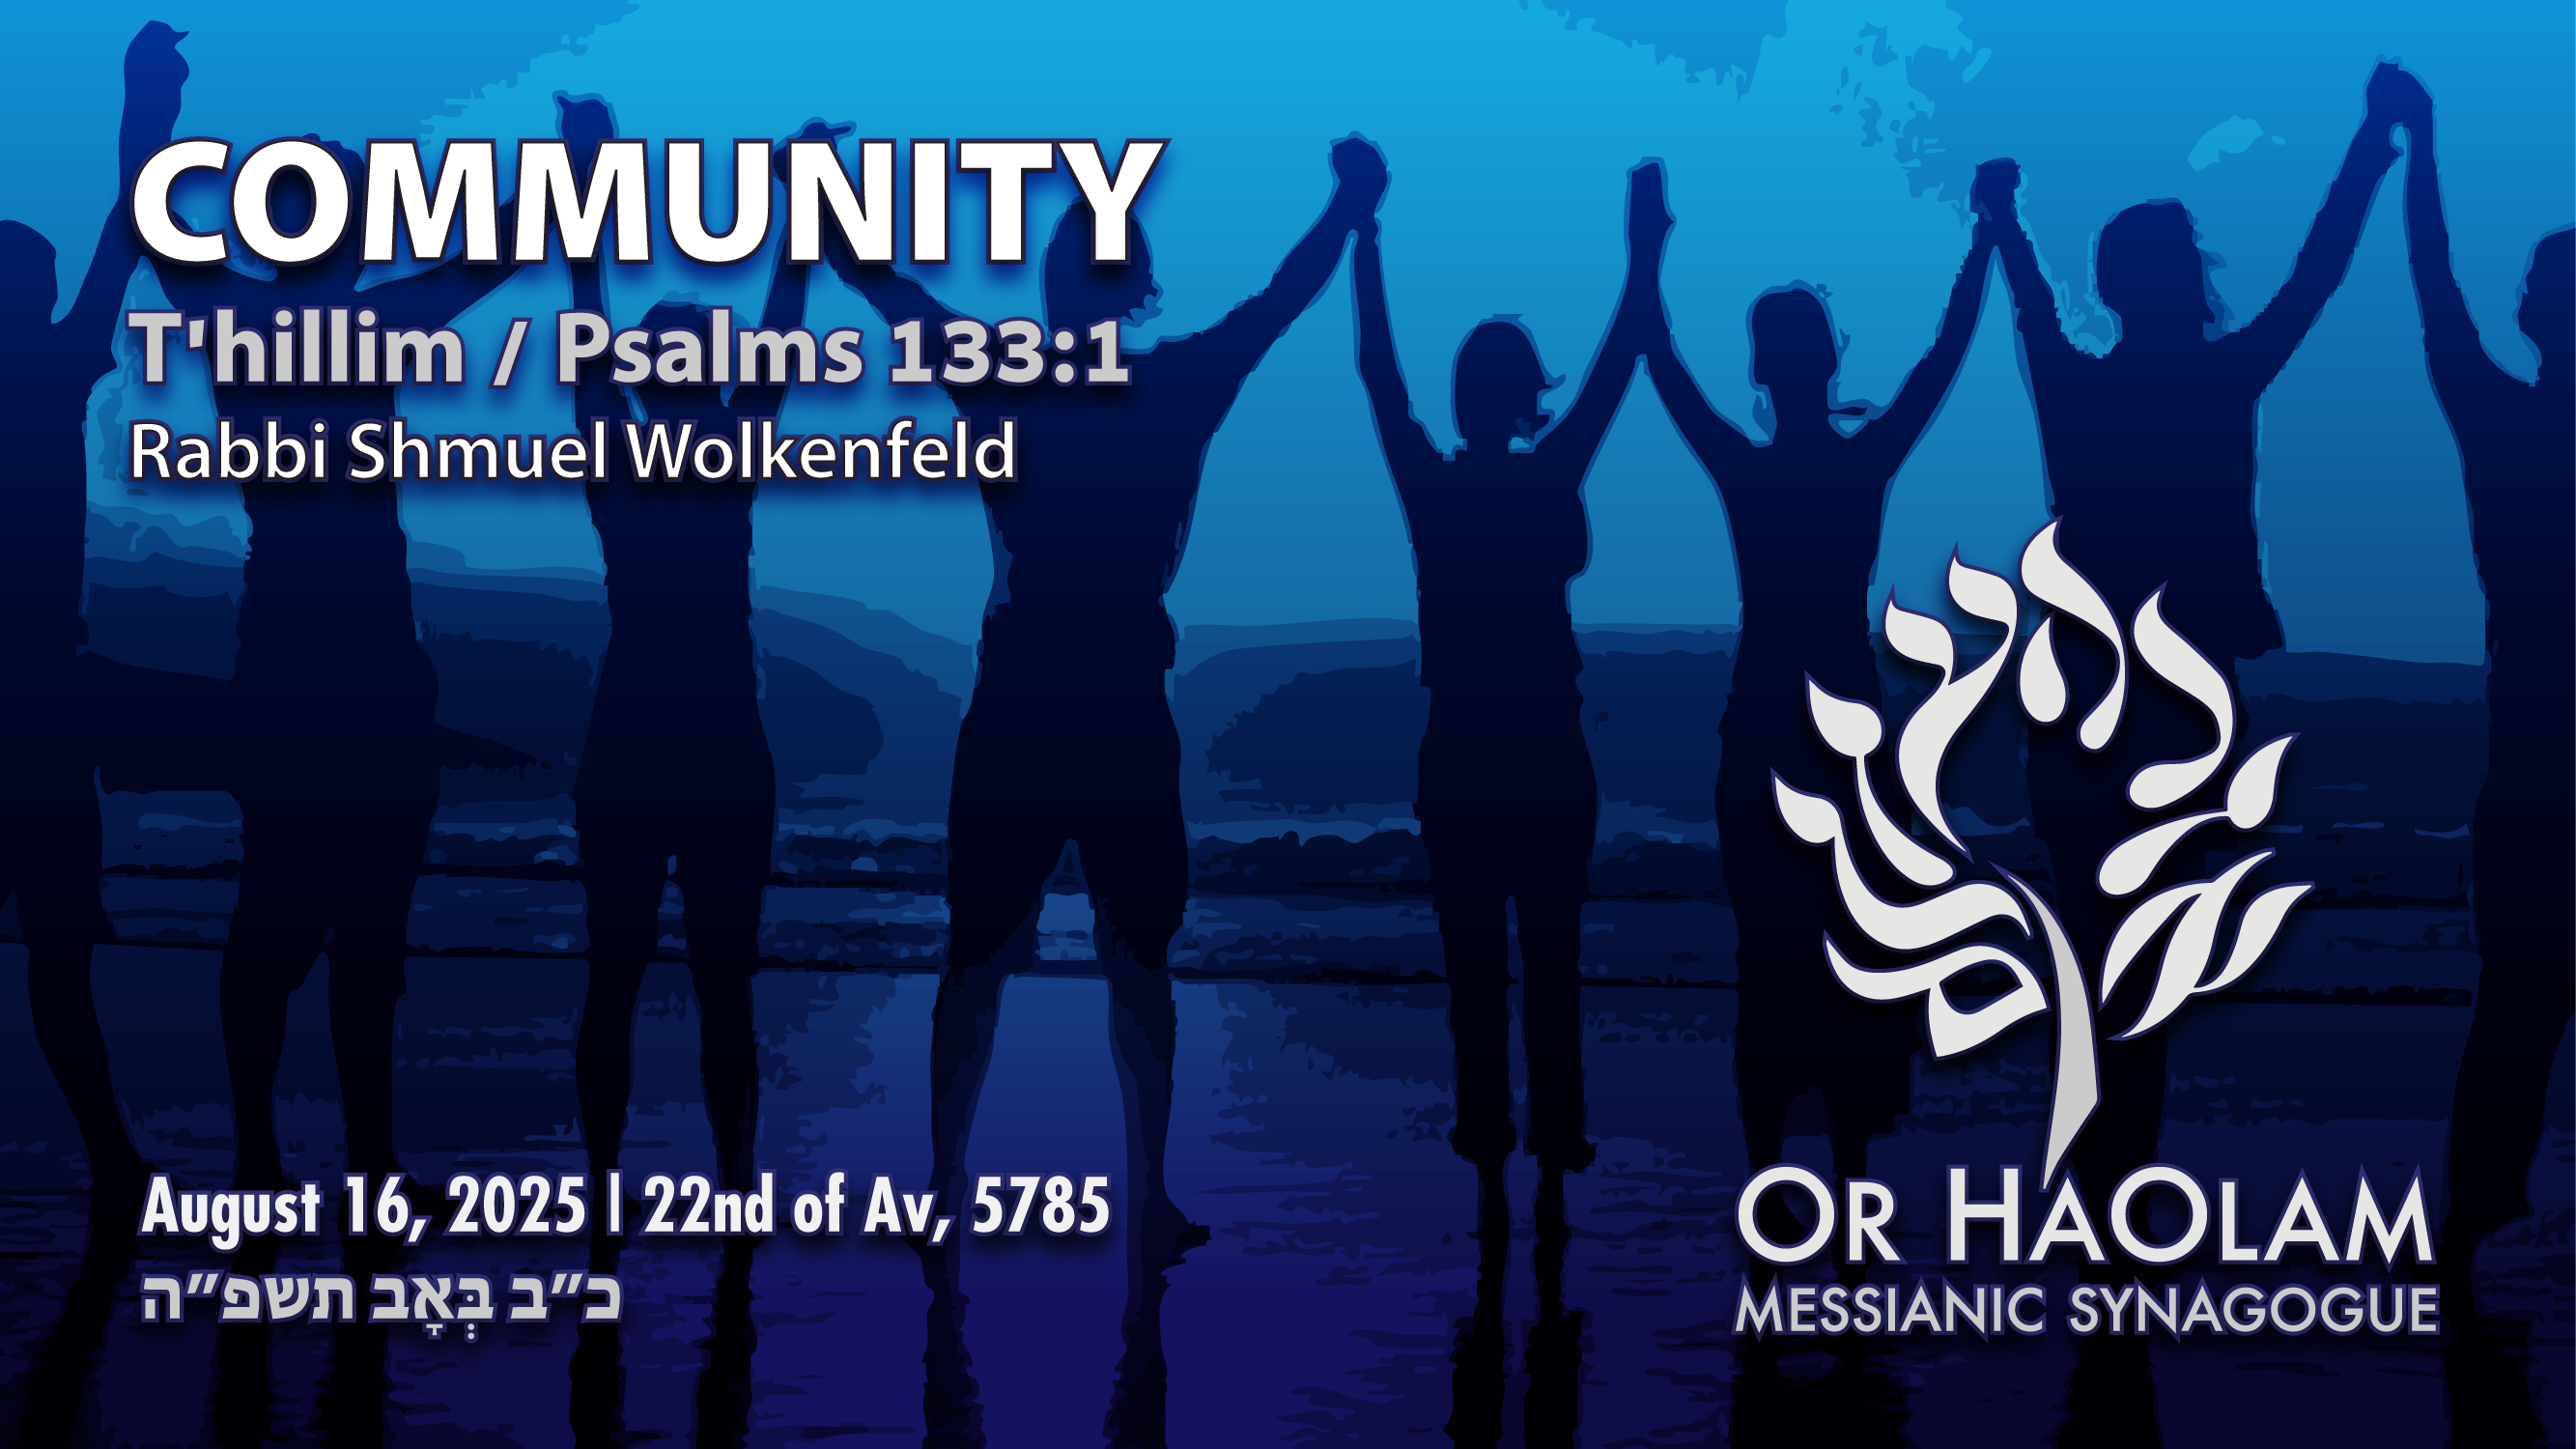 COMMUNITY
T'hillim / Psalms 133:1
Rabbi Shmuel Wolkenfeld
August 16, 2025 | 22nd of Av, 5785
כ״ב בְּאָב תשפ״ה
OR HAOLAM
MESSIANIC SYNAGOGUE